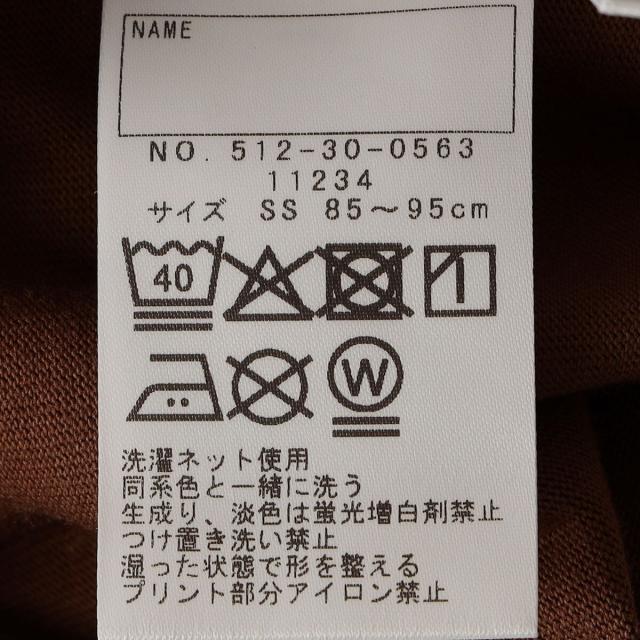 NAME
NO. 512-30-0563
11234
サイズ SS 85～95cm
40
W
洗濯ネット使用
同系色と一緒に洗う
生成り、淡色は蛍光増白剤禁止
つけ置き洗い禁止
湿った状態で形を整える
プリント部分アイロン禁止